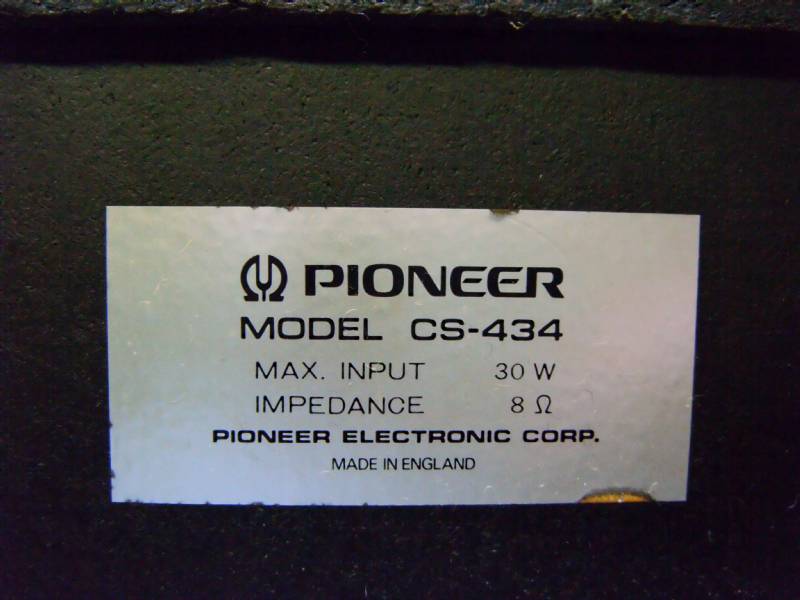 PIONEER
MODEL CS-434
MAX. INPUT 30 W
IMPEDANCE 8 Ω
PIONEER ELECTRONIC CORP.
MADE IN ENGLAND